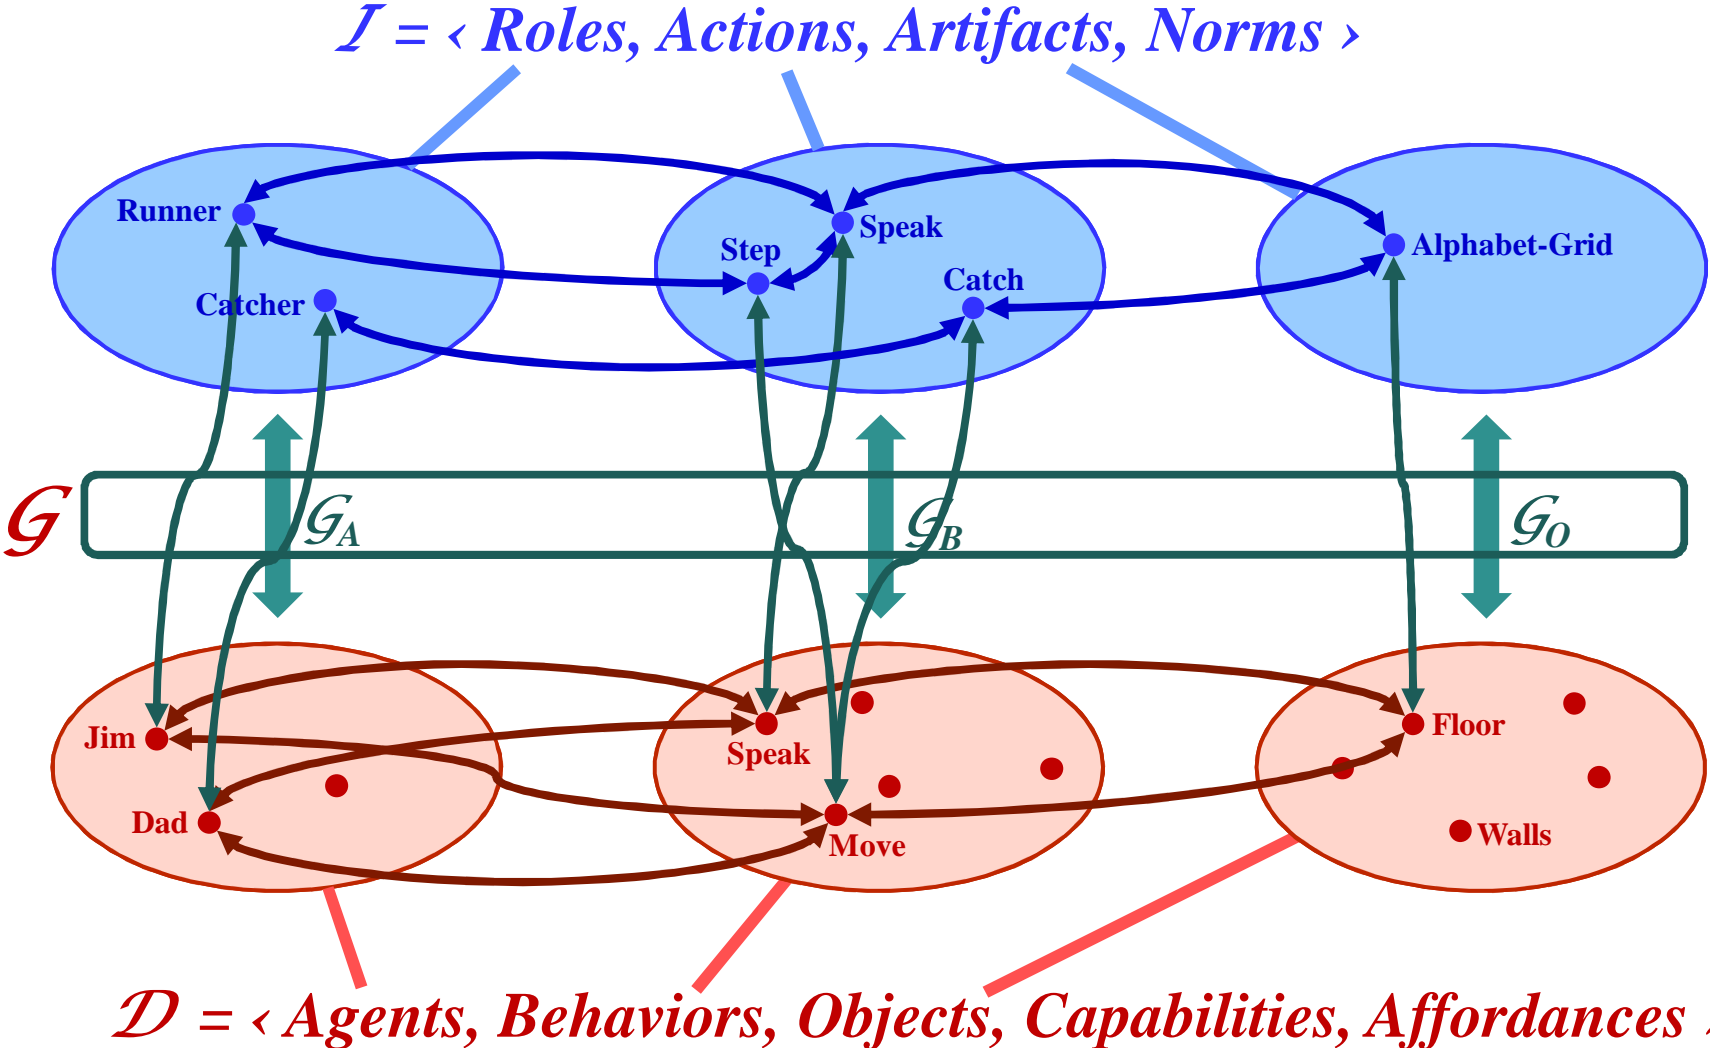 𝓘 = ‹ Roles, Actions, Artifacts, Norms ›
Runner
Speak
Step
Alphabet-Grid
Catch
Catcher
𝒢
𝒢A
𝒢B
𝒢O
Jim
Speak
Floor
Dad
Move
Walls
𝒟 = ‹ Agents, Behaviors, Objects, Capabilities, Affordances ›